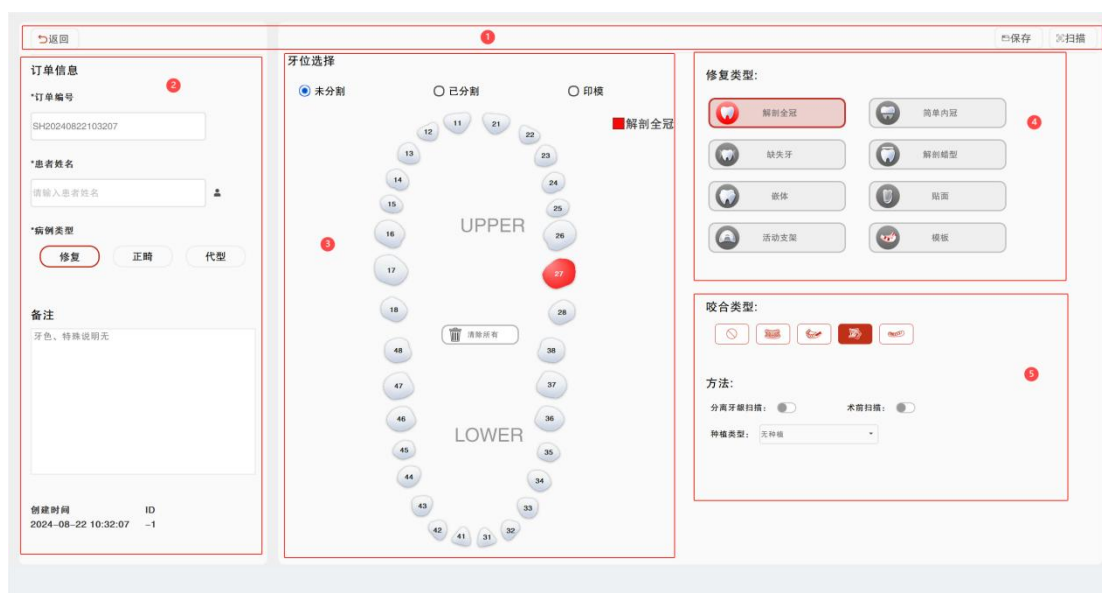 返回
1
保存
扫描
订单信息
2
*订单编号
SH20240822103207
*患者姓名
请输入患者姓名
*病例类型
修复
正畸
代型
备注
牙色、特殊说明无
创建时间
ID
2024-08-22 10:32:07
-1
牙位选择
未分割
已分割
印模
解剖全冠
11
21
12
22
13
23
14
24
15
25
UPPER
16
26
3
17
27
18
28
清除所有
48
38
47
37
46
36
LOWER
45
35
44
34
43
33
42
41
31
32
修复类型:
解剖全冠
简单内冠
4
缺失牙
解剖蜡型
嵌体
贴面
活动支架
模板
咬合类型:
5
方法:
分离牙龈扫描:
术前扫描:
种植类型:
无种植